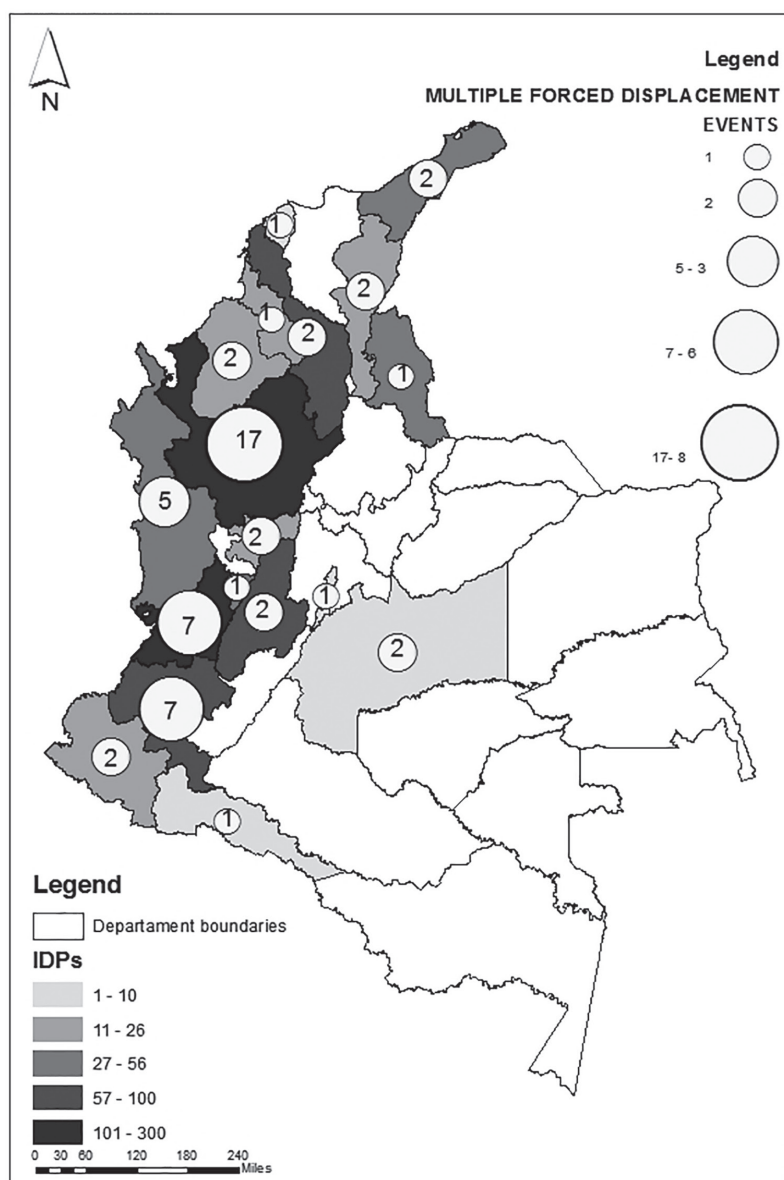 N
Legend
MULTIPLE FORCED DISPLACEMENT
EVENTS
1
2
5 - 3
7 - 6
17- 8
2
1
2
1
2
2
1
17
5
2
1
2
1
7
2
7
2
1
Legend
Departament boundaries
IDPs
1 - 10
11 - 26
27 - 56
57 - 100
101 - 300
0 30 60 120 180 240
Miles